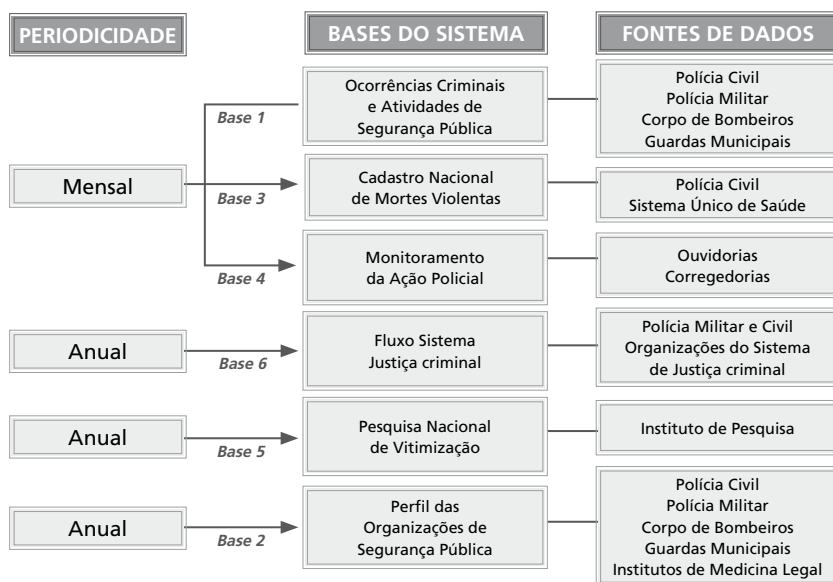 PERIODICIDADE
BASES DO SISTEMA
FONTES DE DADOS
Mensal
Base 1
Ocorrências Criminais
e Atividades de
Segurança Pública
Polícia Civil
Polícia Militar
Corpo de Bombeiros
Guardas Municipais
Base 3
Cadastro Nacional
de Mortes Violentas
Polícia Civil
Sistema Único de Saúde
Base 4
Monitoramento
da Ação Policial
Ouvidorias
Corregedorias
Anual
Base 6
Fluxo Sistema
Justiça criminal
Polícia Militar e Civil
Organizações do Sistema
de Justiça criminal
Anual
Base 5
Pesquisa Nacional
de Vitimização
Instituto de Pesquisa
Anual
Base 2
Perfil das
Organizações de
Segurança Pública
Polícia Civil
Polícia Militar
Corpo de Bombeiros
Guardas Municipais
Institutos de Medicina Legal